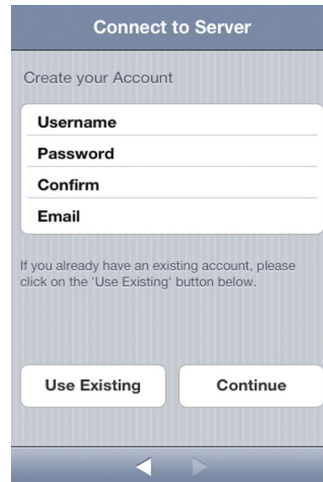 Connect to Server
Create your Account
Username
Password
Confirm
Email
If you already have an existing account, please
click on the 'Use Existing' button below.
Use Existing
Continue